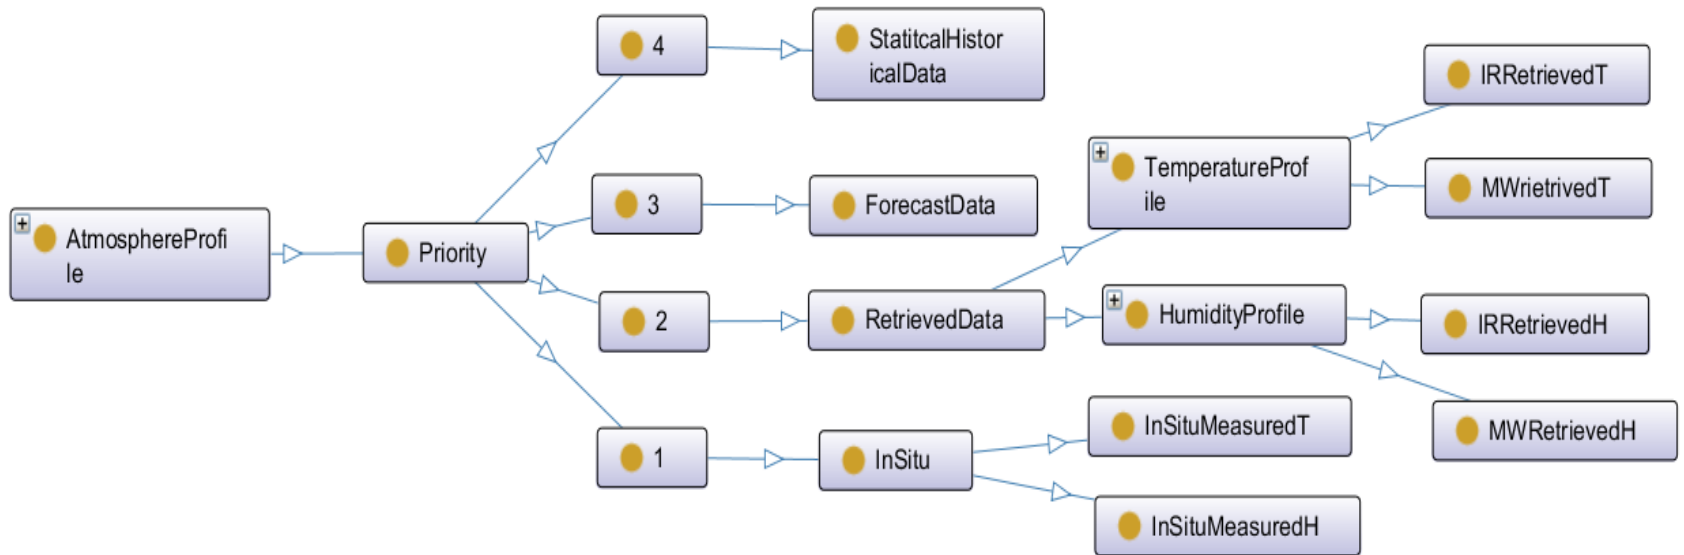 4
StatitcalHistor
icalData
IRRetrievedT
TemperatureProf
ile
MWrietrivedT
3
ForecastData
AtmosphereProfi
le
Priority
2
RetrievedData
HumidityProfile
IRRetrievedH
MWRetrievedH
1
InSitu
InSituMeasuredT
InSituMeasuredH